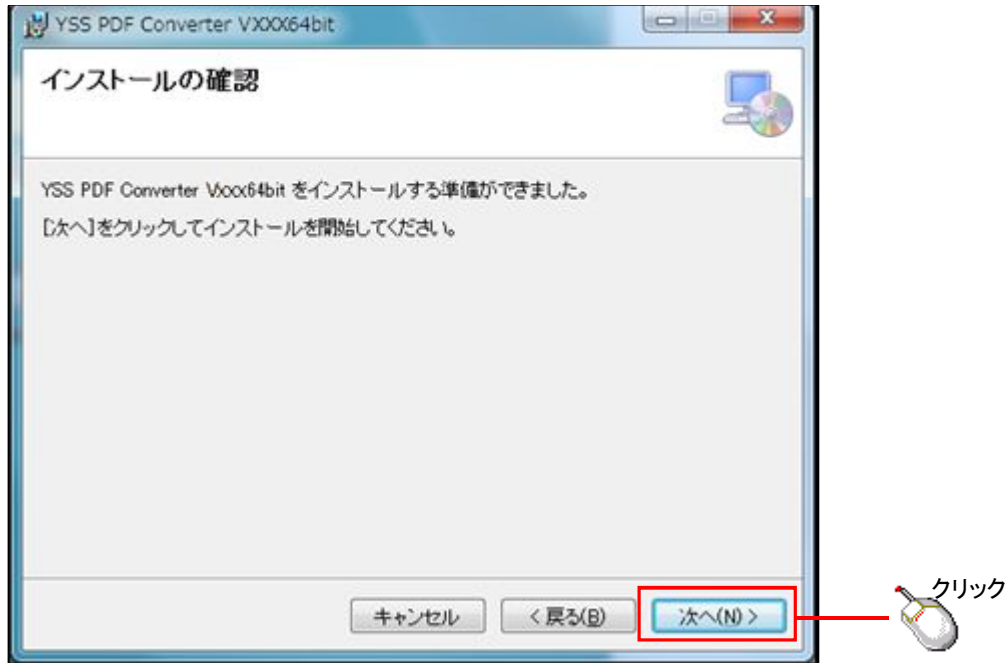 YSS PDF Converter VXXX64bit
インストールの確認
YSS PDF Converter Vxxx64bit をインストールする準備ができました。
[次へ]をクリックしてインストールを開始してください。
キャンセル
< 戻る(B)
次へ(N) >
クリック